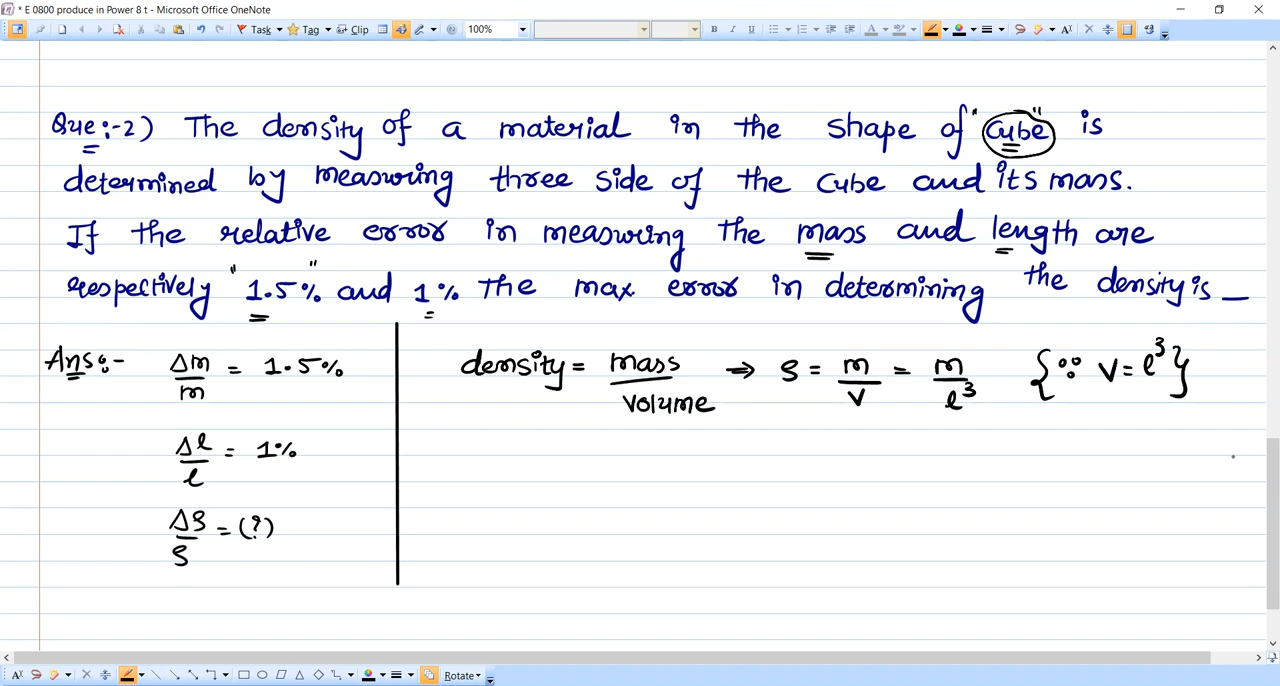 * E 0800 produce in Power 8 t - Microsoft Office OneNote
Task Tag Clip 100% B I U
Que:-2) The density of a material in the shape of "cube" is
determined by measuring three side of the cube and its mass.
If the relative error in measuring the mass and length are
respectively "1.5%" and 1% the max error in determining the density is _
Ans:- Δm/m = 1.5%
Δl/l = 1%
Δρ/ρ = (?)
density = mass/volume → ρ = m/V = m/l³ {∵ V = l³}
Rotate